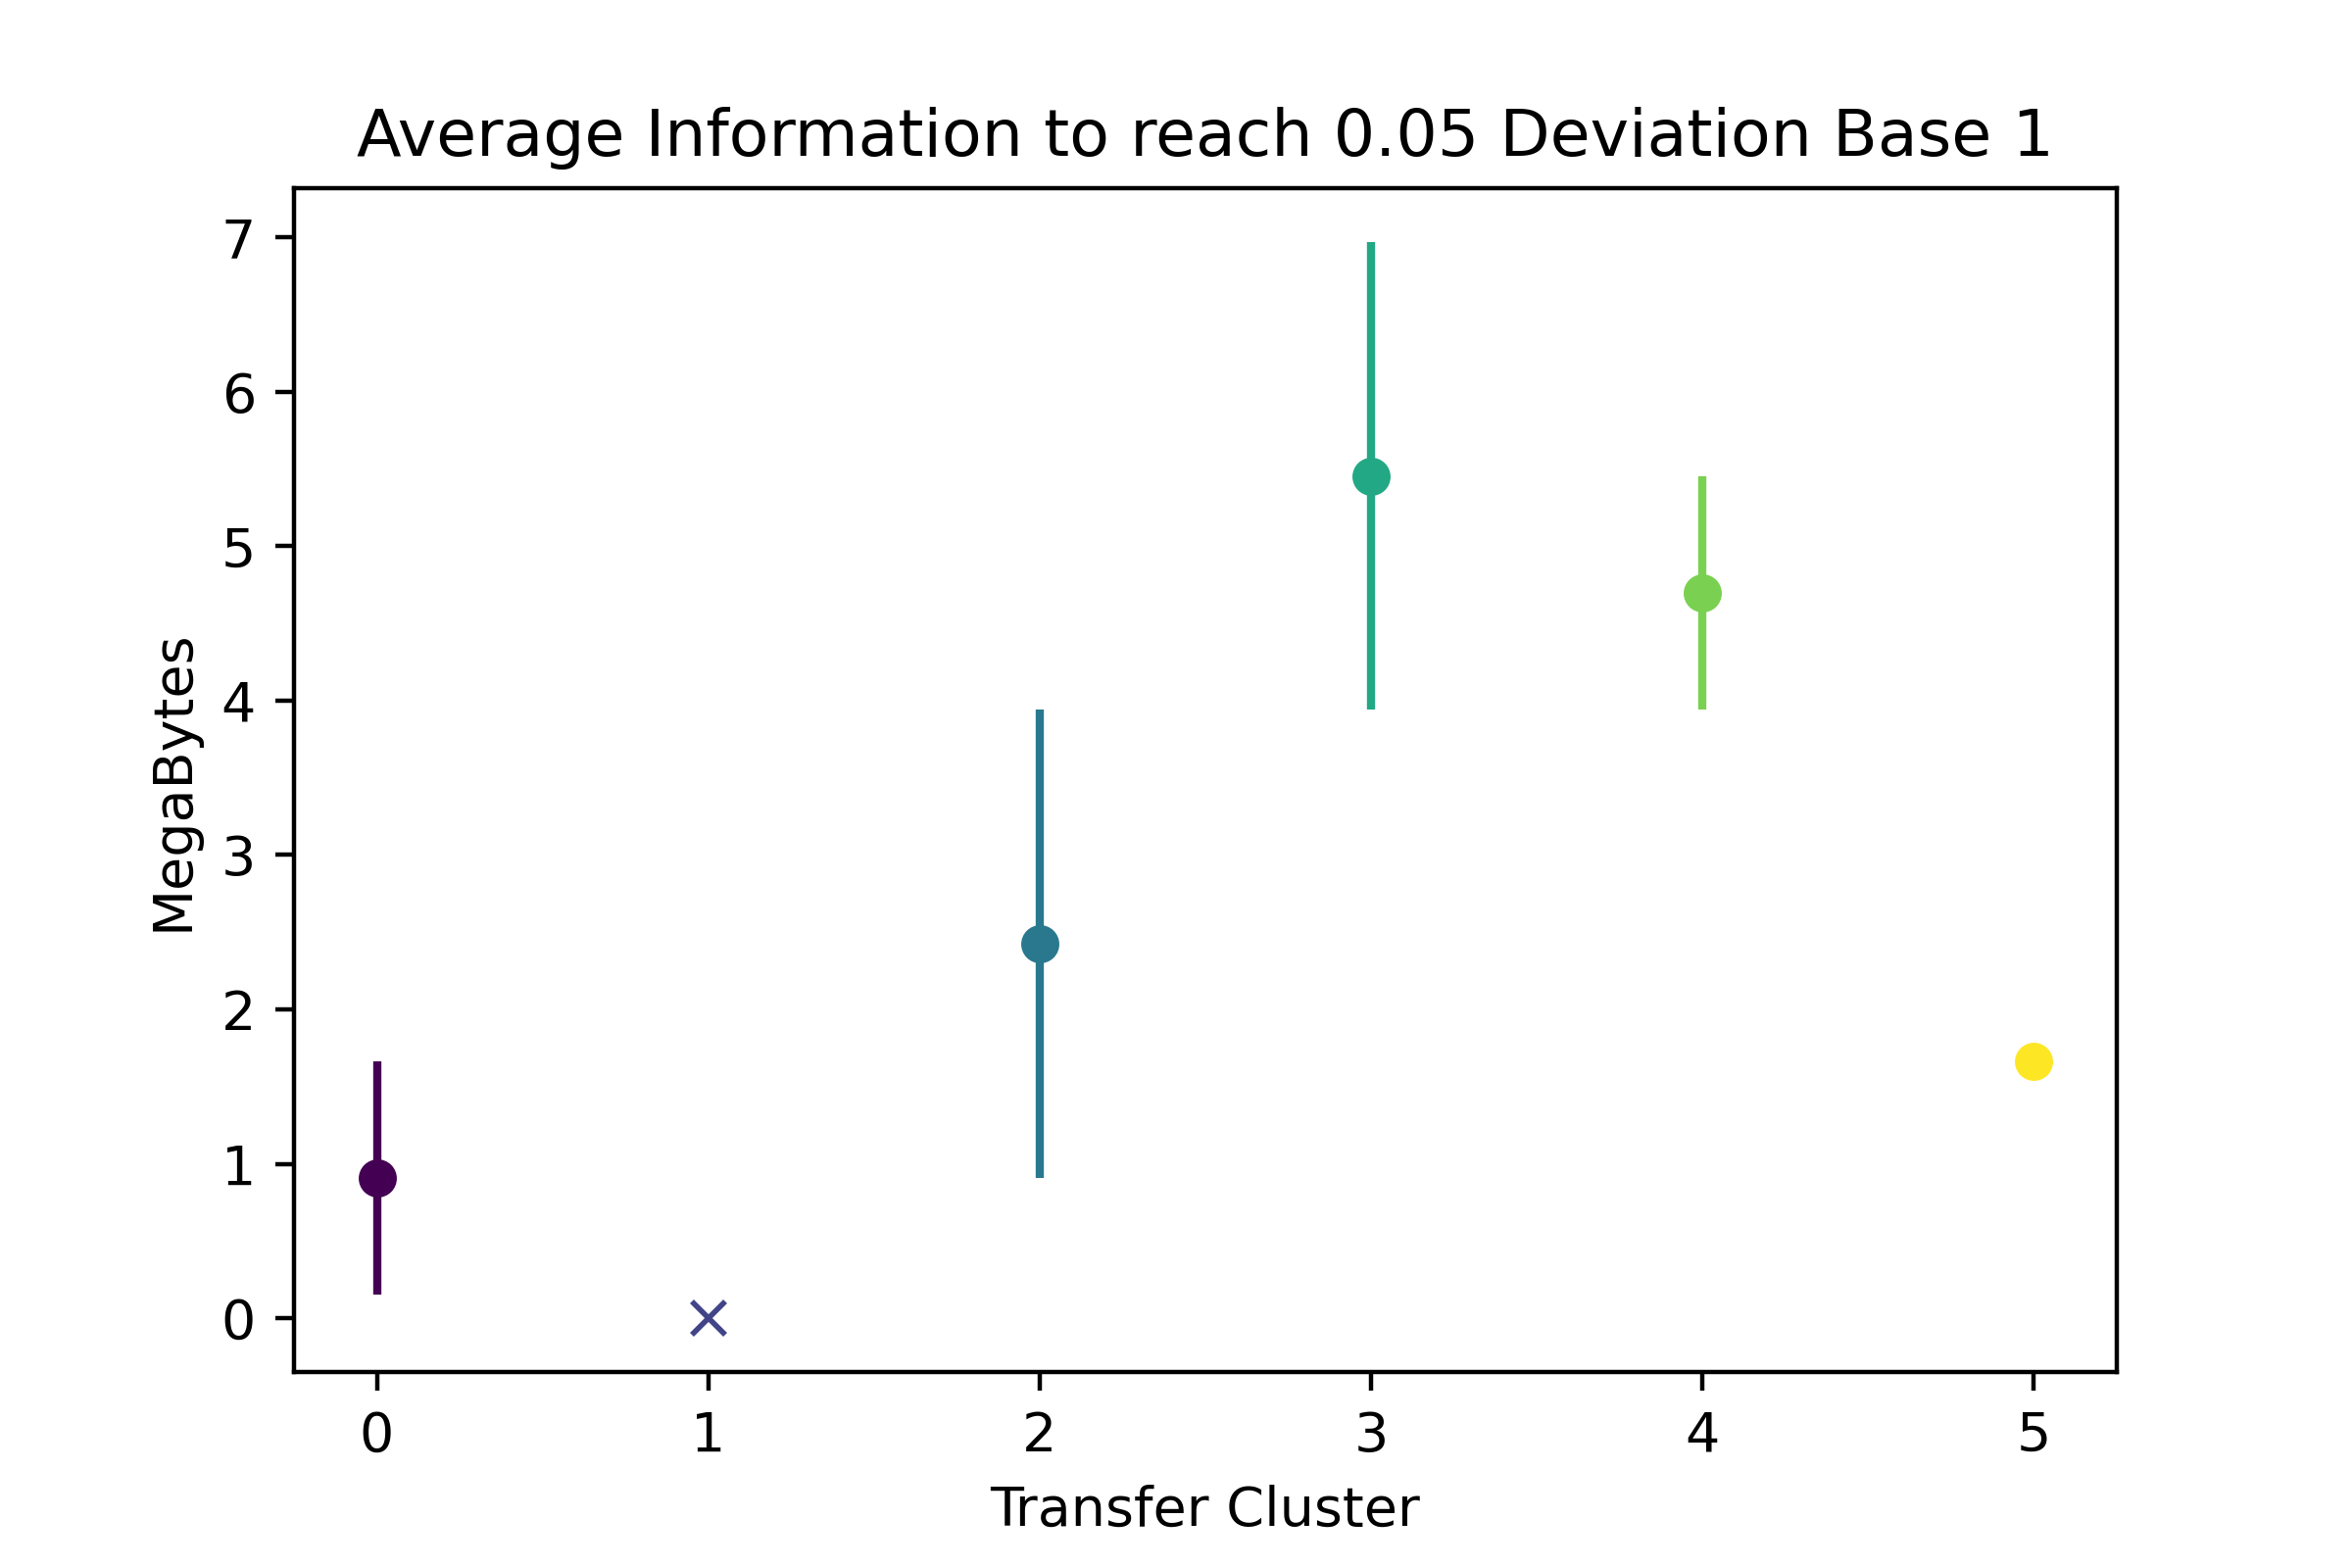 Average Information to reach 0.05 Deviation Base 1
7
6
5
4
3
2
1
0
MegaBytes
0 1 2 3 4 5
Transfer Cluster